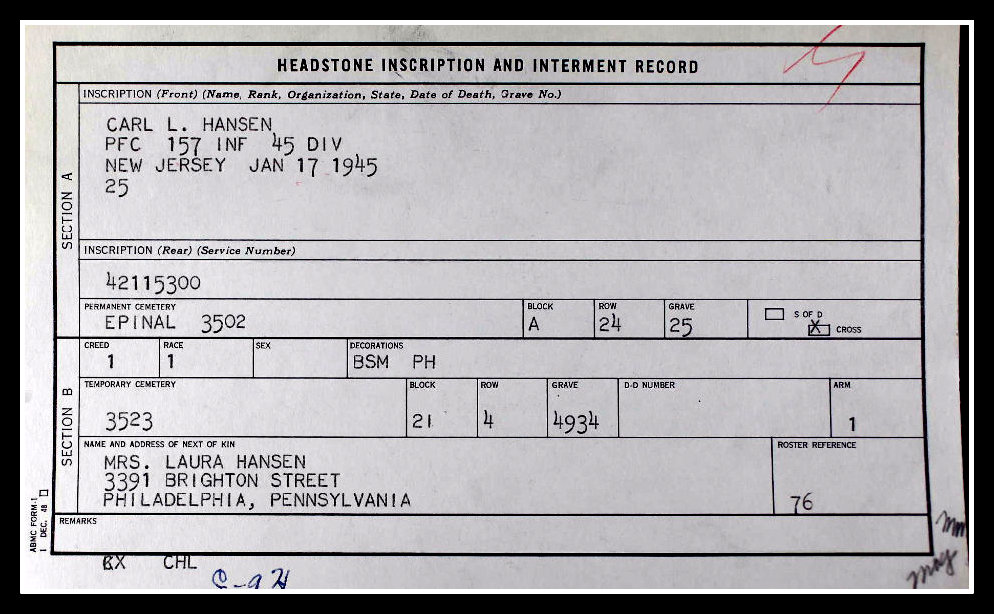 HEADSTONE INSCRIPTION AND INTERMENT RECORD
SECTION A
INSCRIPTION (Front) (Name, Rank, Organization, State, Date of Death, Grave No.)
CARL L. HANSEN
PFC 157 INF 45 DIV
NEW JERSEY JAN 17 1945
25
INSCRIPTION (Rear) (Service Number)
42115300
PERMANENT CEMETERY BLOCK ROW GRAVE
EPINAL 3502 A 24 25
S OF D
X CROSS
SECTION B
CREED RACE SEX DECORATIONS
1 1 BSM PH
TEMPORARY CEMETERY BLOCK ROW GRAVE D-D NUMBER ARM
3523 21 4 4934 1
NAME AND ADDRESS OF NEXT OF KIN ROSTER REFERENCE
MRS. LAURA HANSEN
3391 BRIGHTON STREET
PHILADELPHIA, PENNSYLVANIA 76
REMARKS
ABMC FORM-1
1 DEC. 48
CHL
may